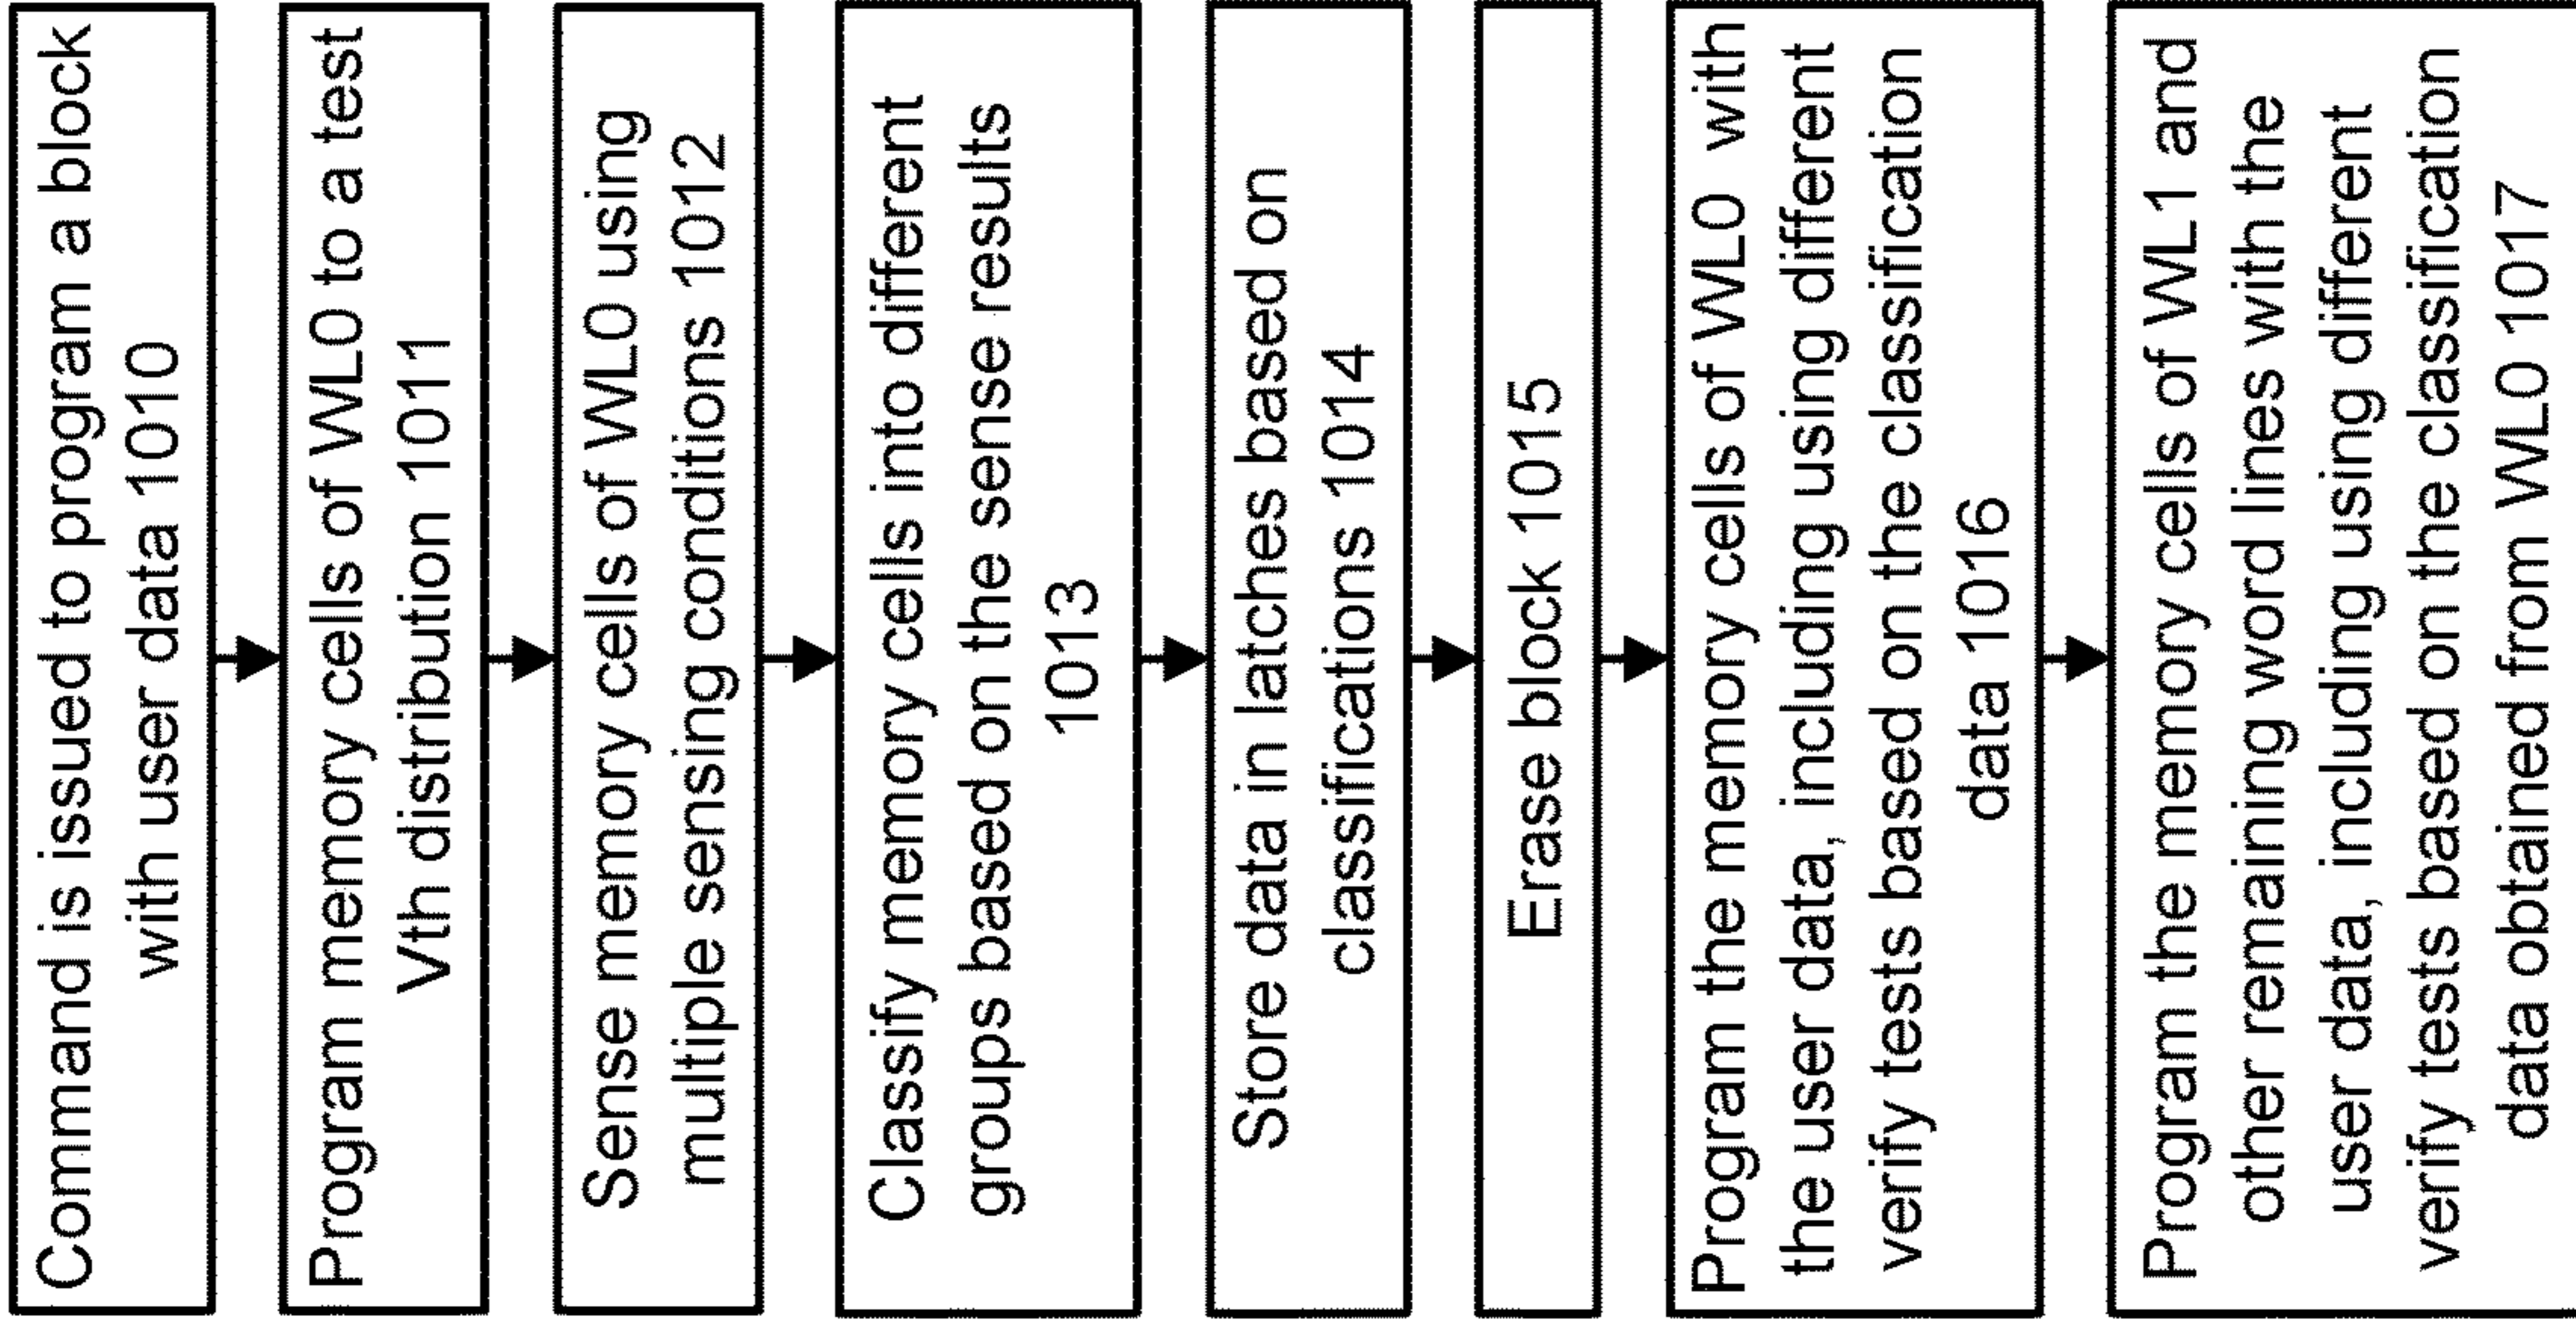 Command is issued to program a block
with user data 1010
Program memory cells of WL0 to a test
Vth distribution 1011
Sense memory cells of WL0 using
multiple sensing conditions 1012
Classify memory cells into different
groups based on the sense results
1013
Store data in latches based on
classifications 1014
Erase block 1015
Program the memory cells of WL0 with
the user data, including using different
verify tests based on the classification
data 1016
Program the memory cells of WL1 and
other remaining word lines with the
user data, including using different
verify tests based on the classification
data obtained from WL0 1017